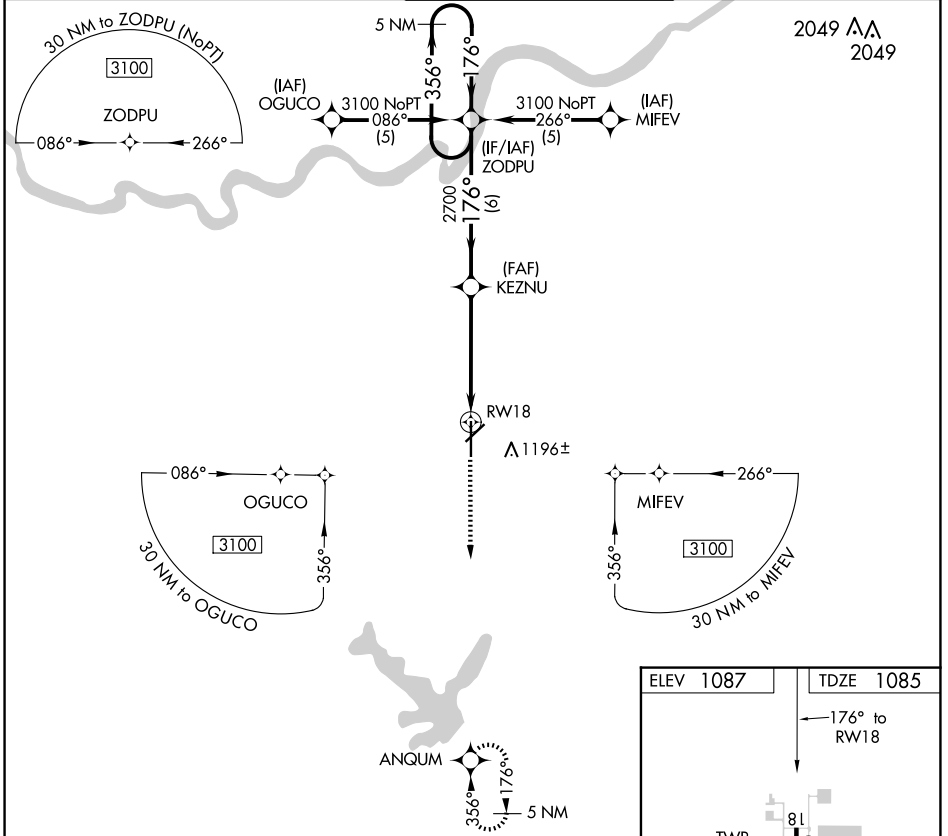 30 NM to ZODPU (NoPT)
3100
ZODPU
086°
266°
5 NM
356°
176°
2049
2049
(IAF)
OGUCO
3100 NoPT
086°
(5)
3100 NoPT
266°
(5)
(IAF)
MIFEV
(IF/IAF)
ZODPU
2700
176°
(6)
(FAF)
KEZNU
RW18
1196±
086°
OGUCO
3100
356°
30 NM to OGUCO
266°
MIFEV
3100
356°
30 NM to MIFEV
ANQUM
356°
176°
5 NM
ELEV 1087
TDZE 1085
176° to
RW18
18
TWR